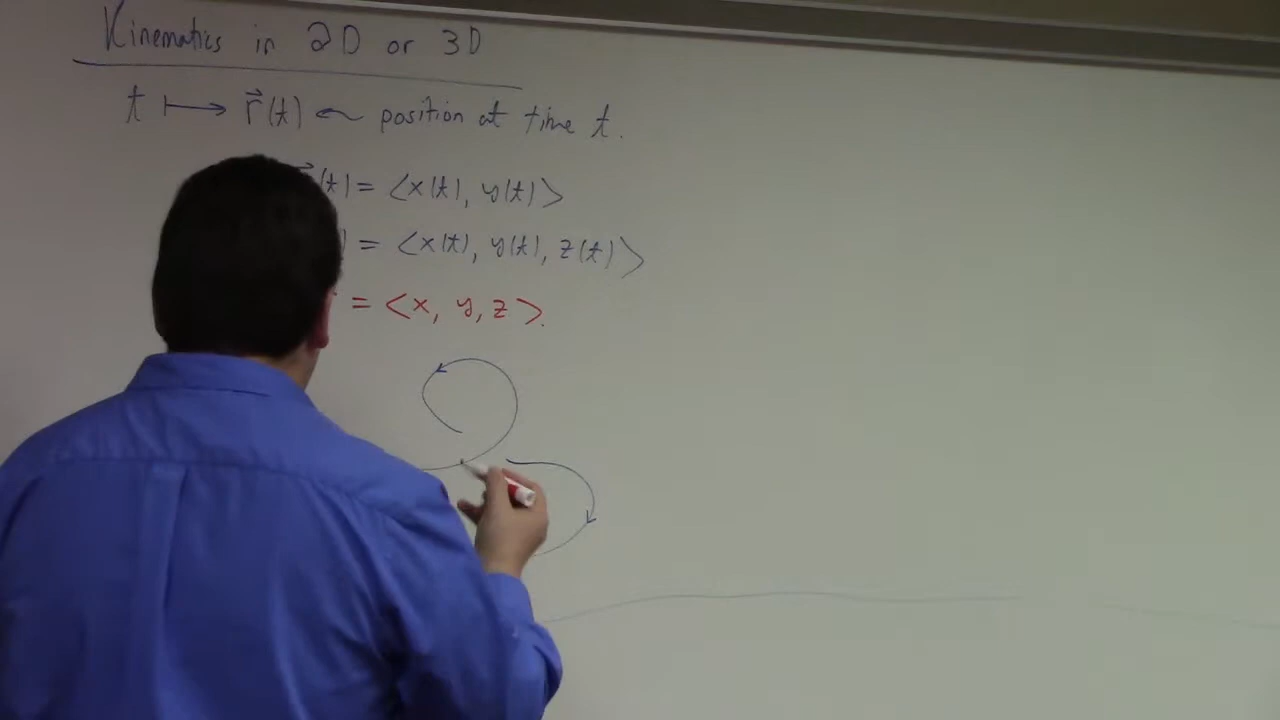 Kinematics in 2D or 3D
t ⟼ r⃗(t) ← position at time t.
(t) = <x(t), y(t)>
) = <x(t), y(t), z(t)>
= <x, y, z>.